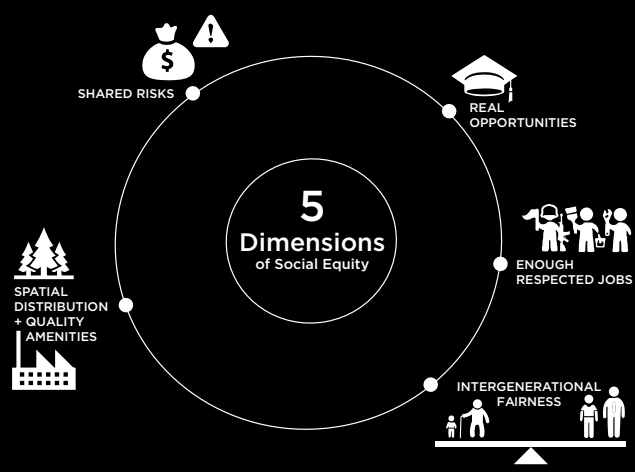 SHARED RISKS
REAL
OPPORTUNITIES
5
Dimensions
of Social Equity
ENOUGH
RESPECTED JOBS
SPATIAL
DISTRIBUTION
+ QUALITY
AMENITIES
INTERGENERATIONAL
FAIRNESS
$
!